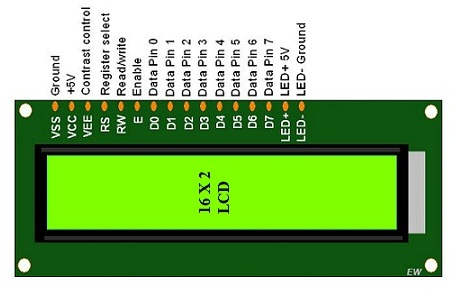 Ground
+5V
Contrast control
Register select
Read/write
Enable
Data Pin 0
Data Pin 1
Data Pin 2
Data Pin 3
Data Pin 4
Data Pin 5
Data Pin 6
Data Pin 7
LED+ 5V
LED- Ground
VSS
VCC
VEE
RS
RW
E
D0
D1
D2
D3
D4
D5
D6
D7
LED+
LED-
16 X 2
LCD
EW